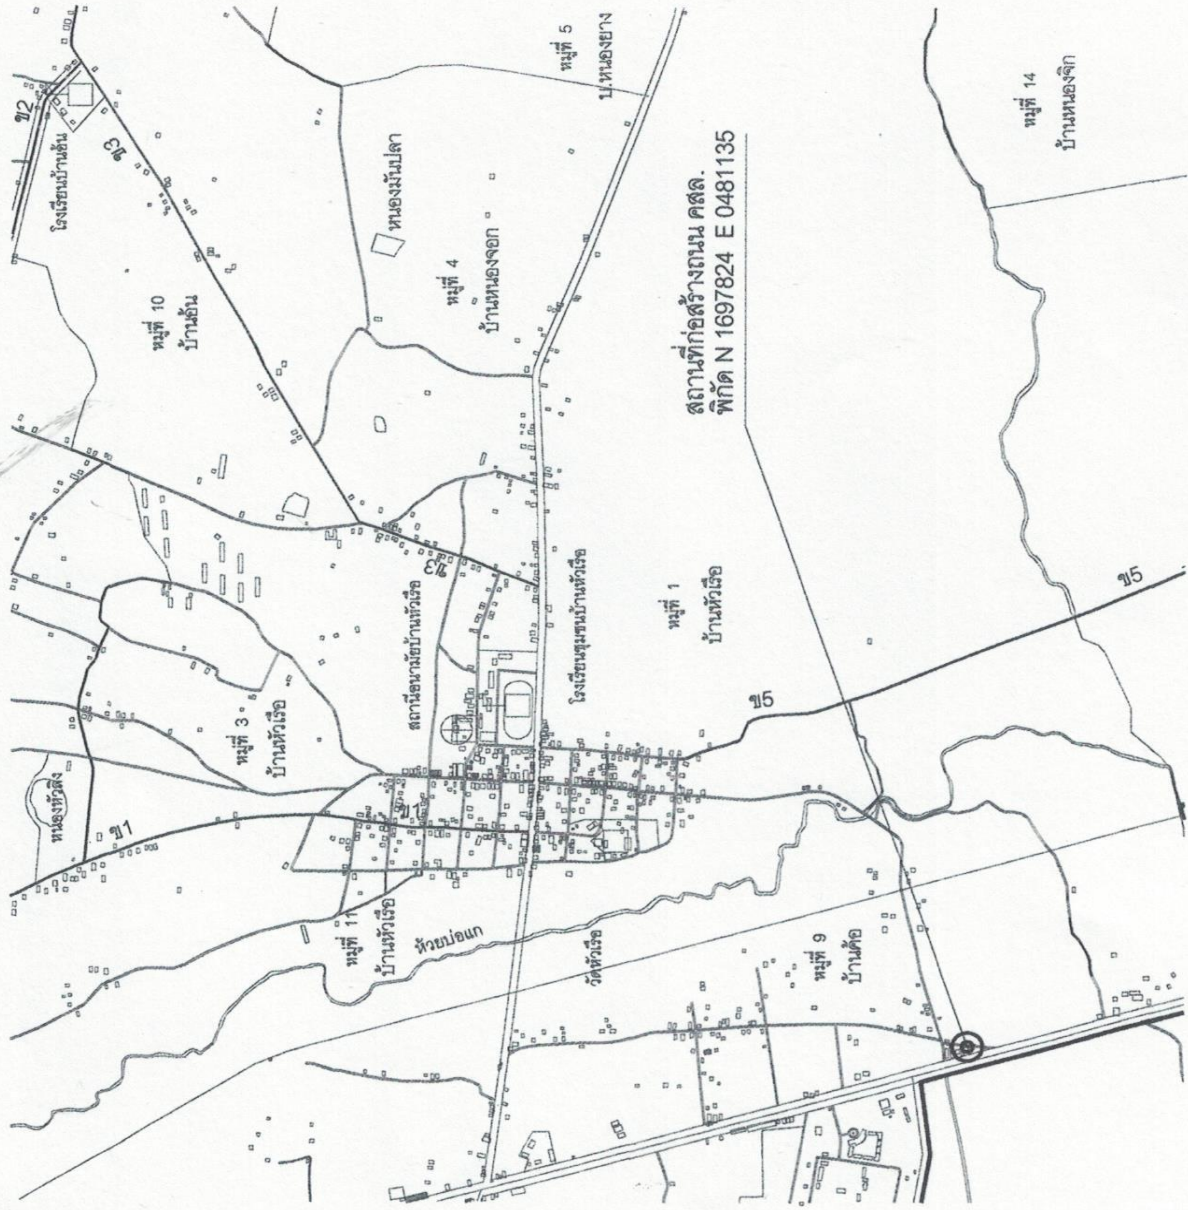 ข2
โรงเรียนบ้านอ้น
ข3
หมู่ที่ 10
บ้านอ้น
หมู่ที่ 5
บ.หนองยาง
หมู่ที่ 14
บ้านหนองจิก
หนองมันปลา
หมู่ที่ 4
บ้านหนองจอก
สถานที่ก่อสร้างถนน คสล.
พิกัด N 1697824 E 0481135
ข3
สถานีอนามัยบ้านหัวเรือ
โรงเรียนชุมชนบ้านหัวเรือ
หมู่ที่ 1
บ้านหัวเรือ
ข5
ข5
หมู่ที่ 3
บ้านหัวเรือ
หนองหัวลิง
ข1
ข1
หมู่ที่ 11
บ้านหัวเรือ
ห้วยบ่อแก
วัดหัวเรือ
หมู่ที่ 9
บ้านค้อ